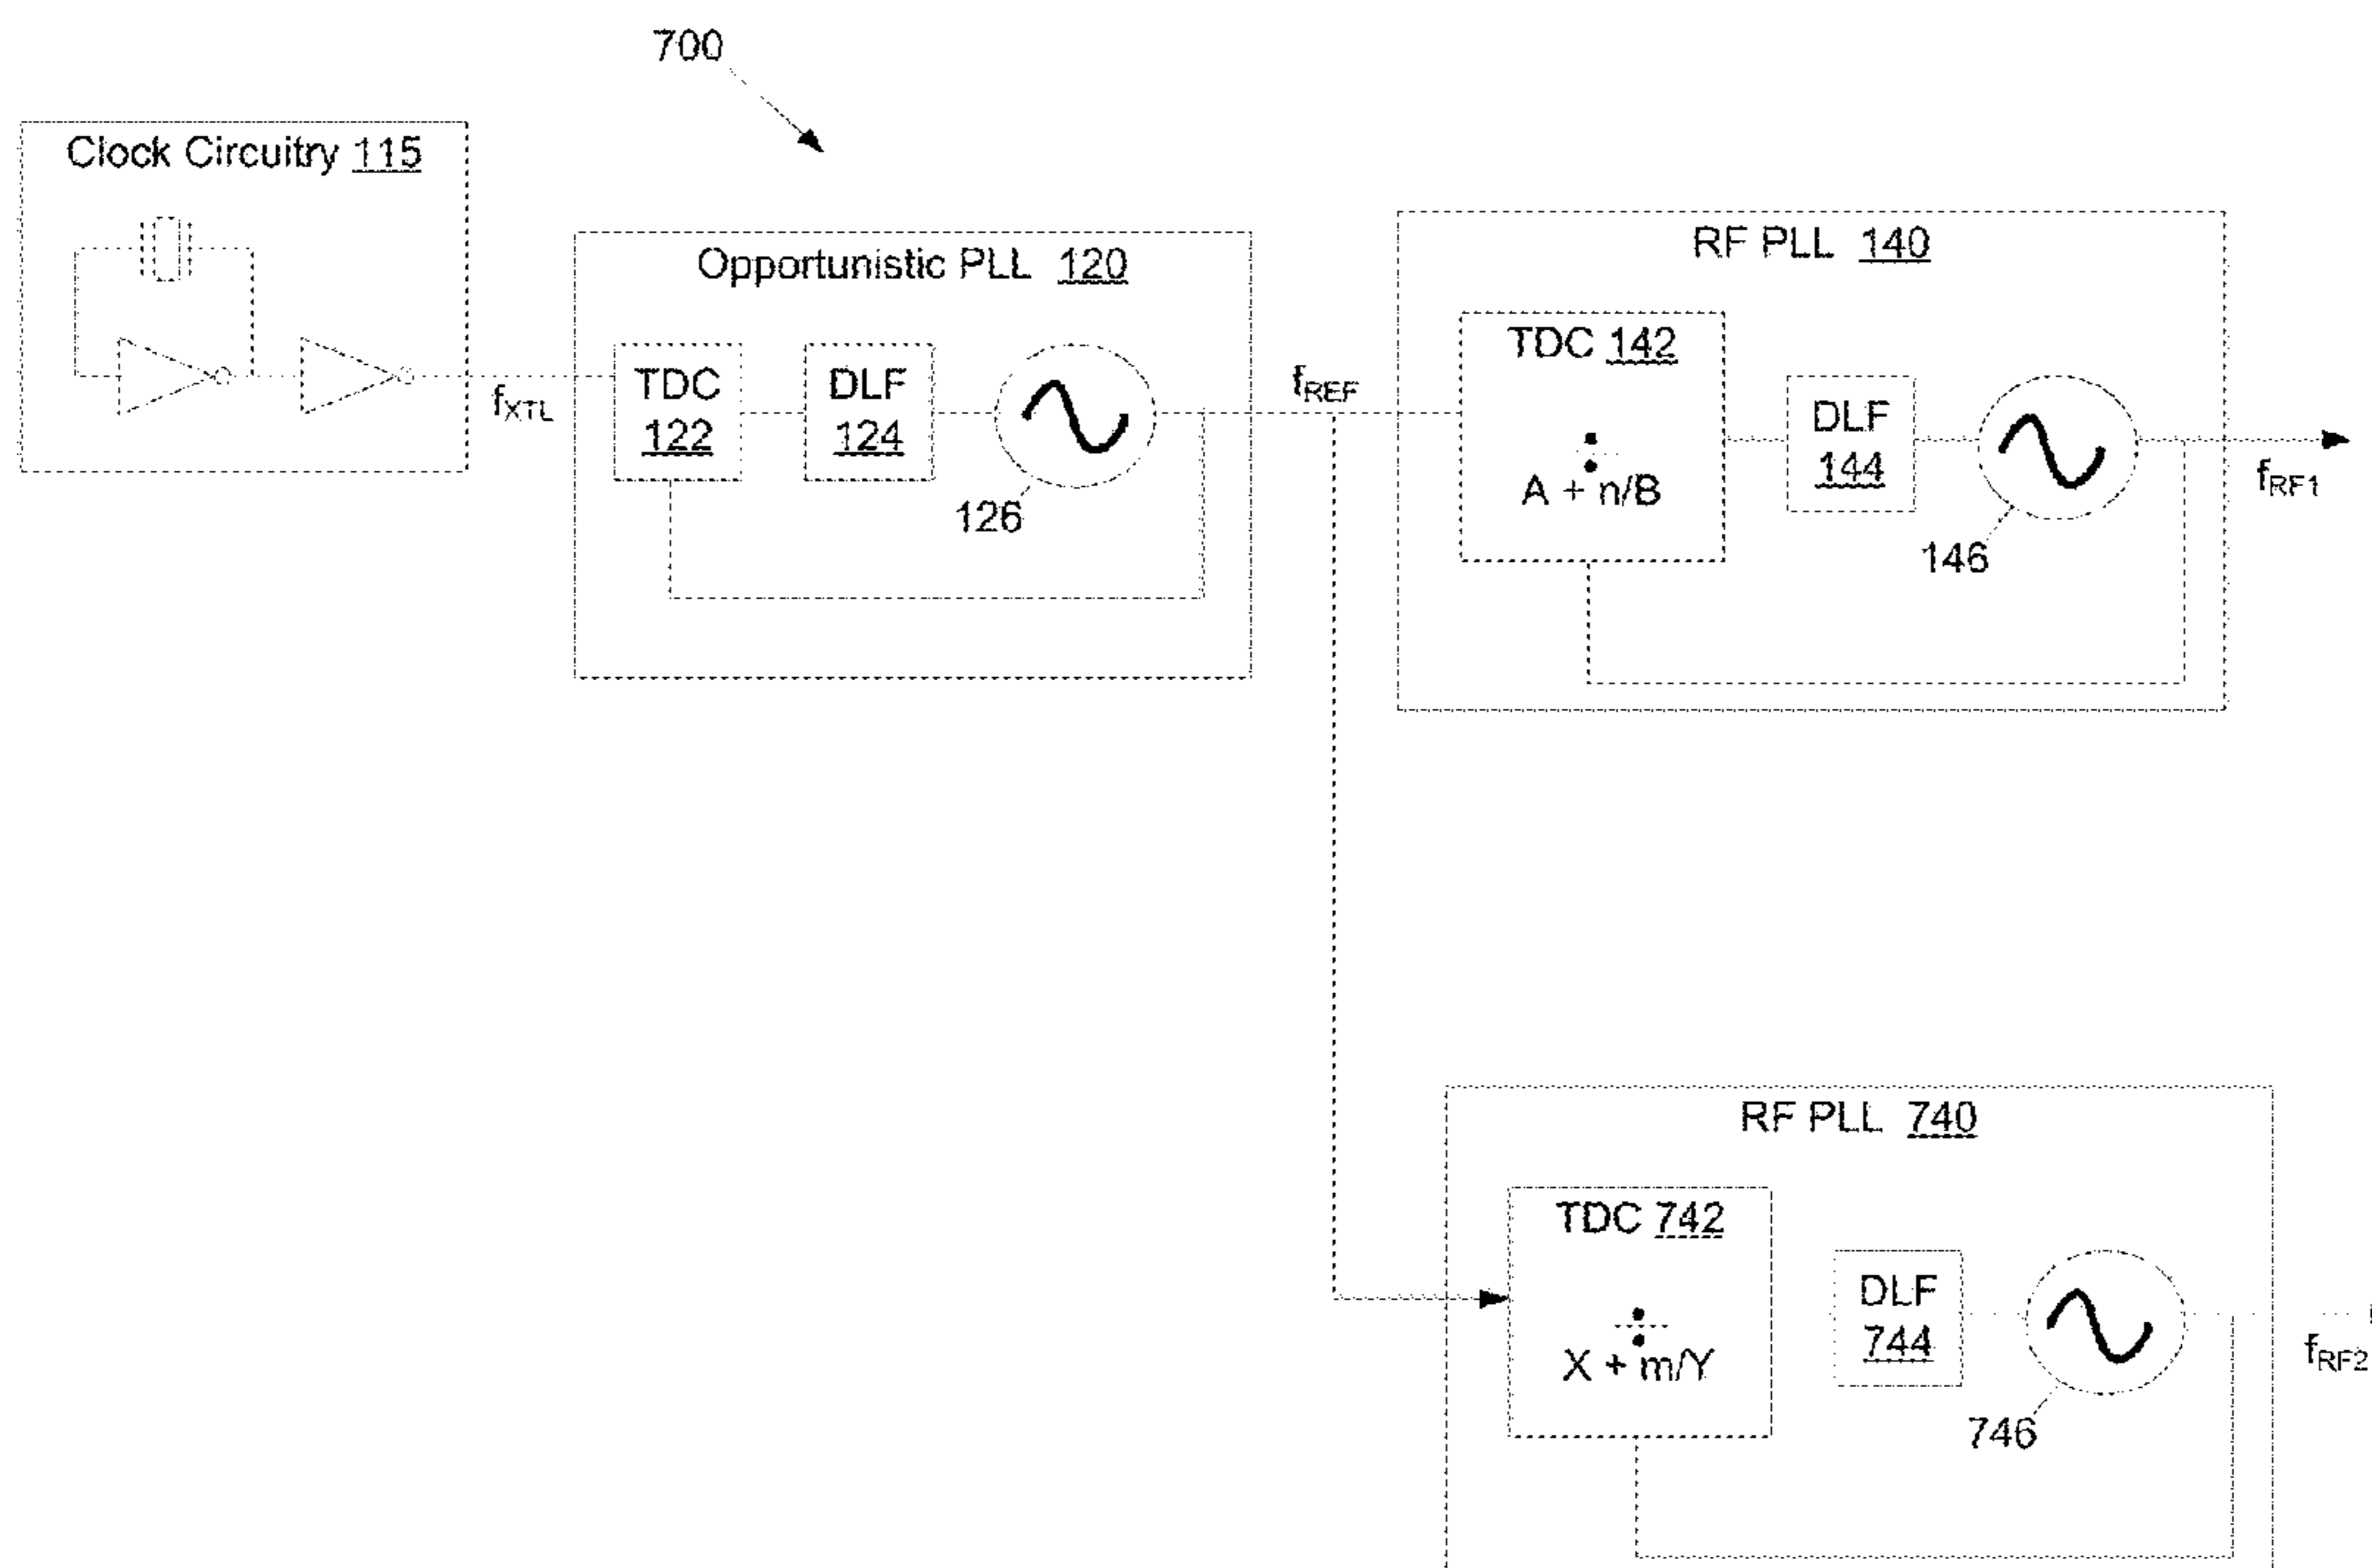 700
Clock Circuitry 115
fXTL
Opportunistic PLL 120
TDC
122
DLF
124
126
fREF
RF PLL 140
TDC 142
÷
A + n/B
DLF
144
146
fRF1
RF PLL 740
TDC 742
÷
X + m/Y
DLF
744
746
fRF2